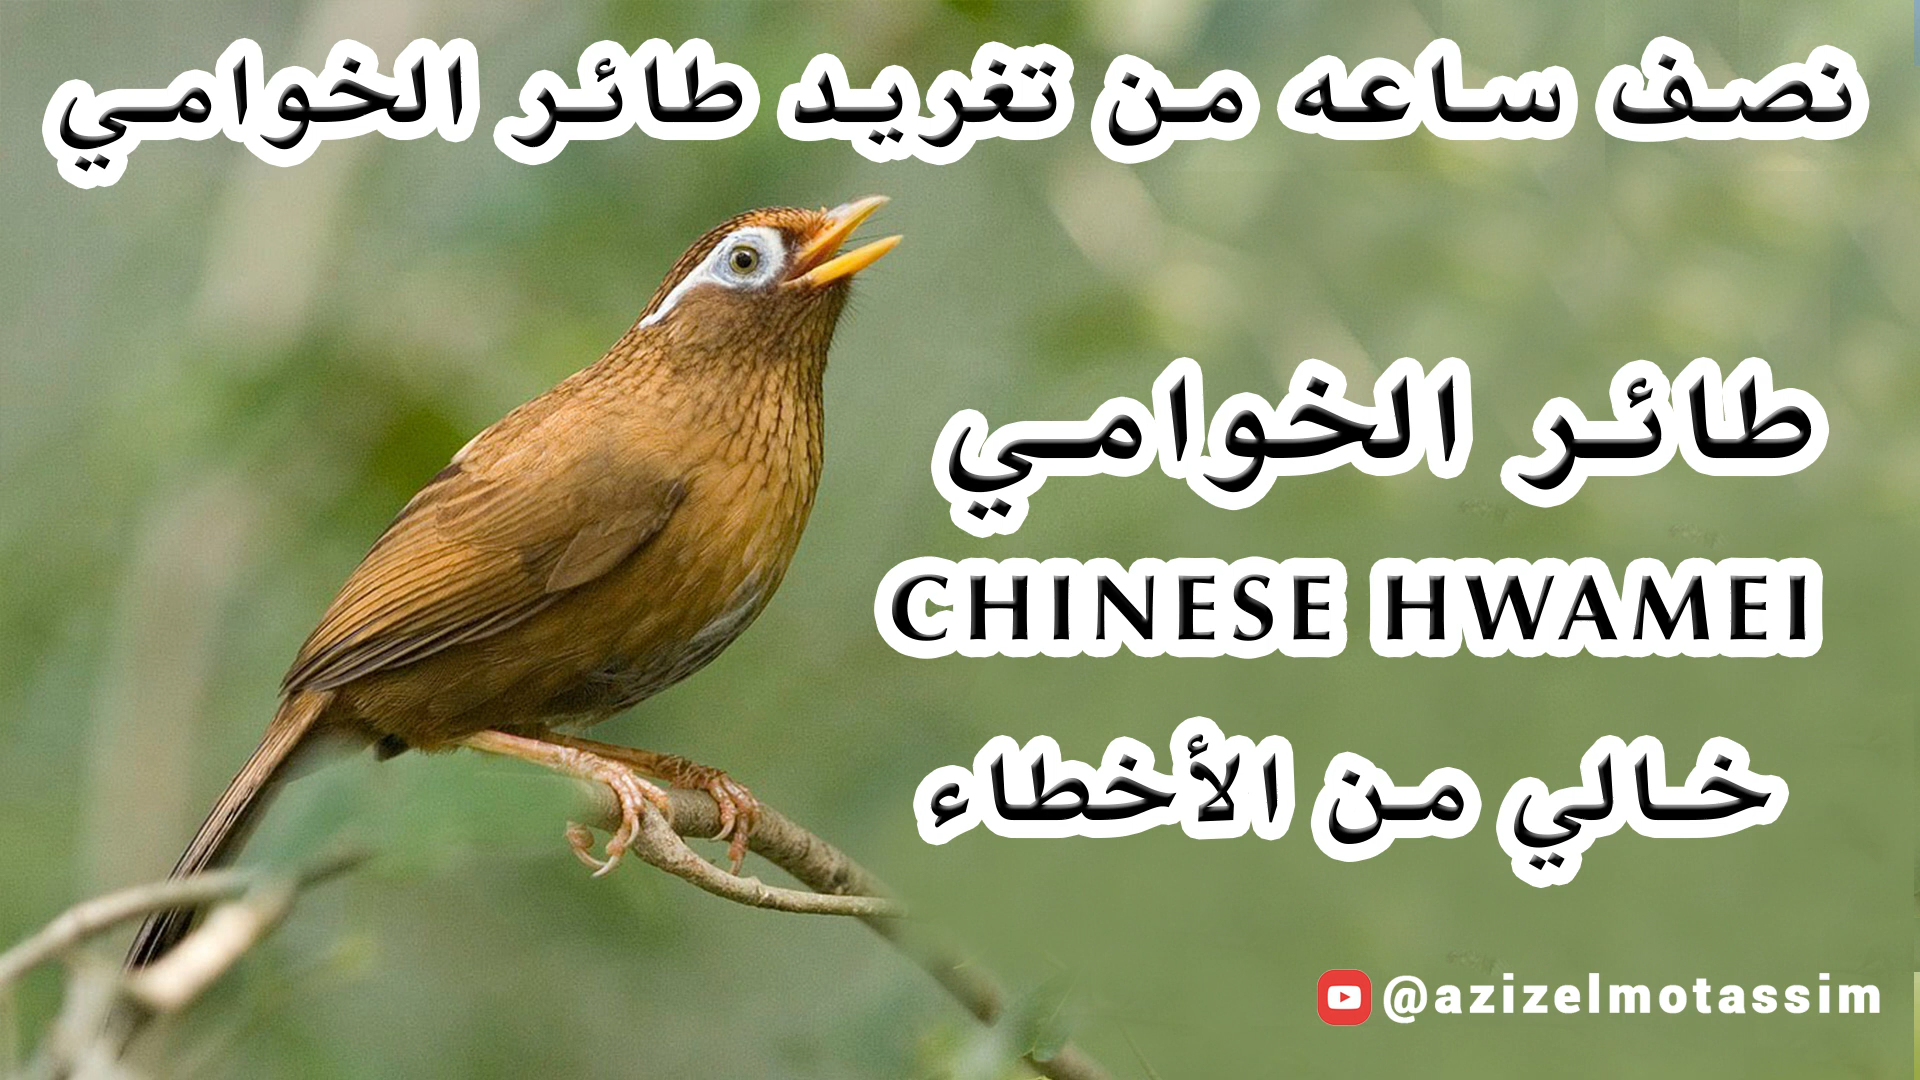 نصف ساعه من تغريد طائر الخوامي
طائر الخوامي
CHINESE HWAMEI
خالي من الأخطاء
@azizelmotassim